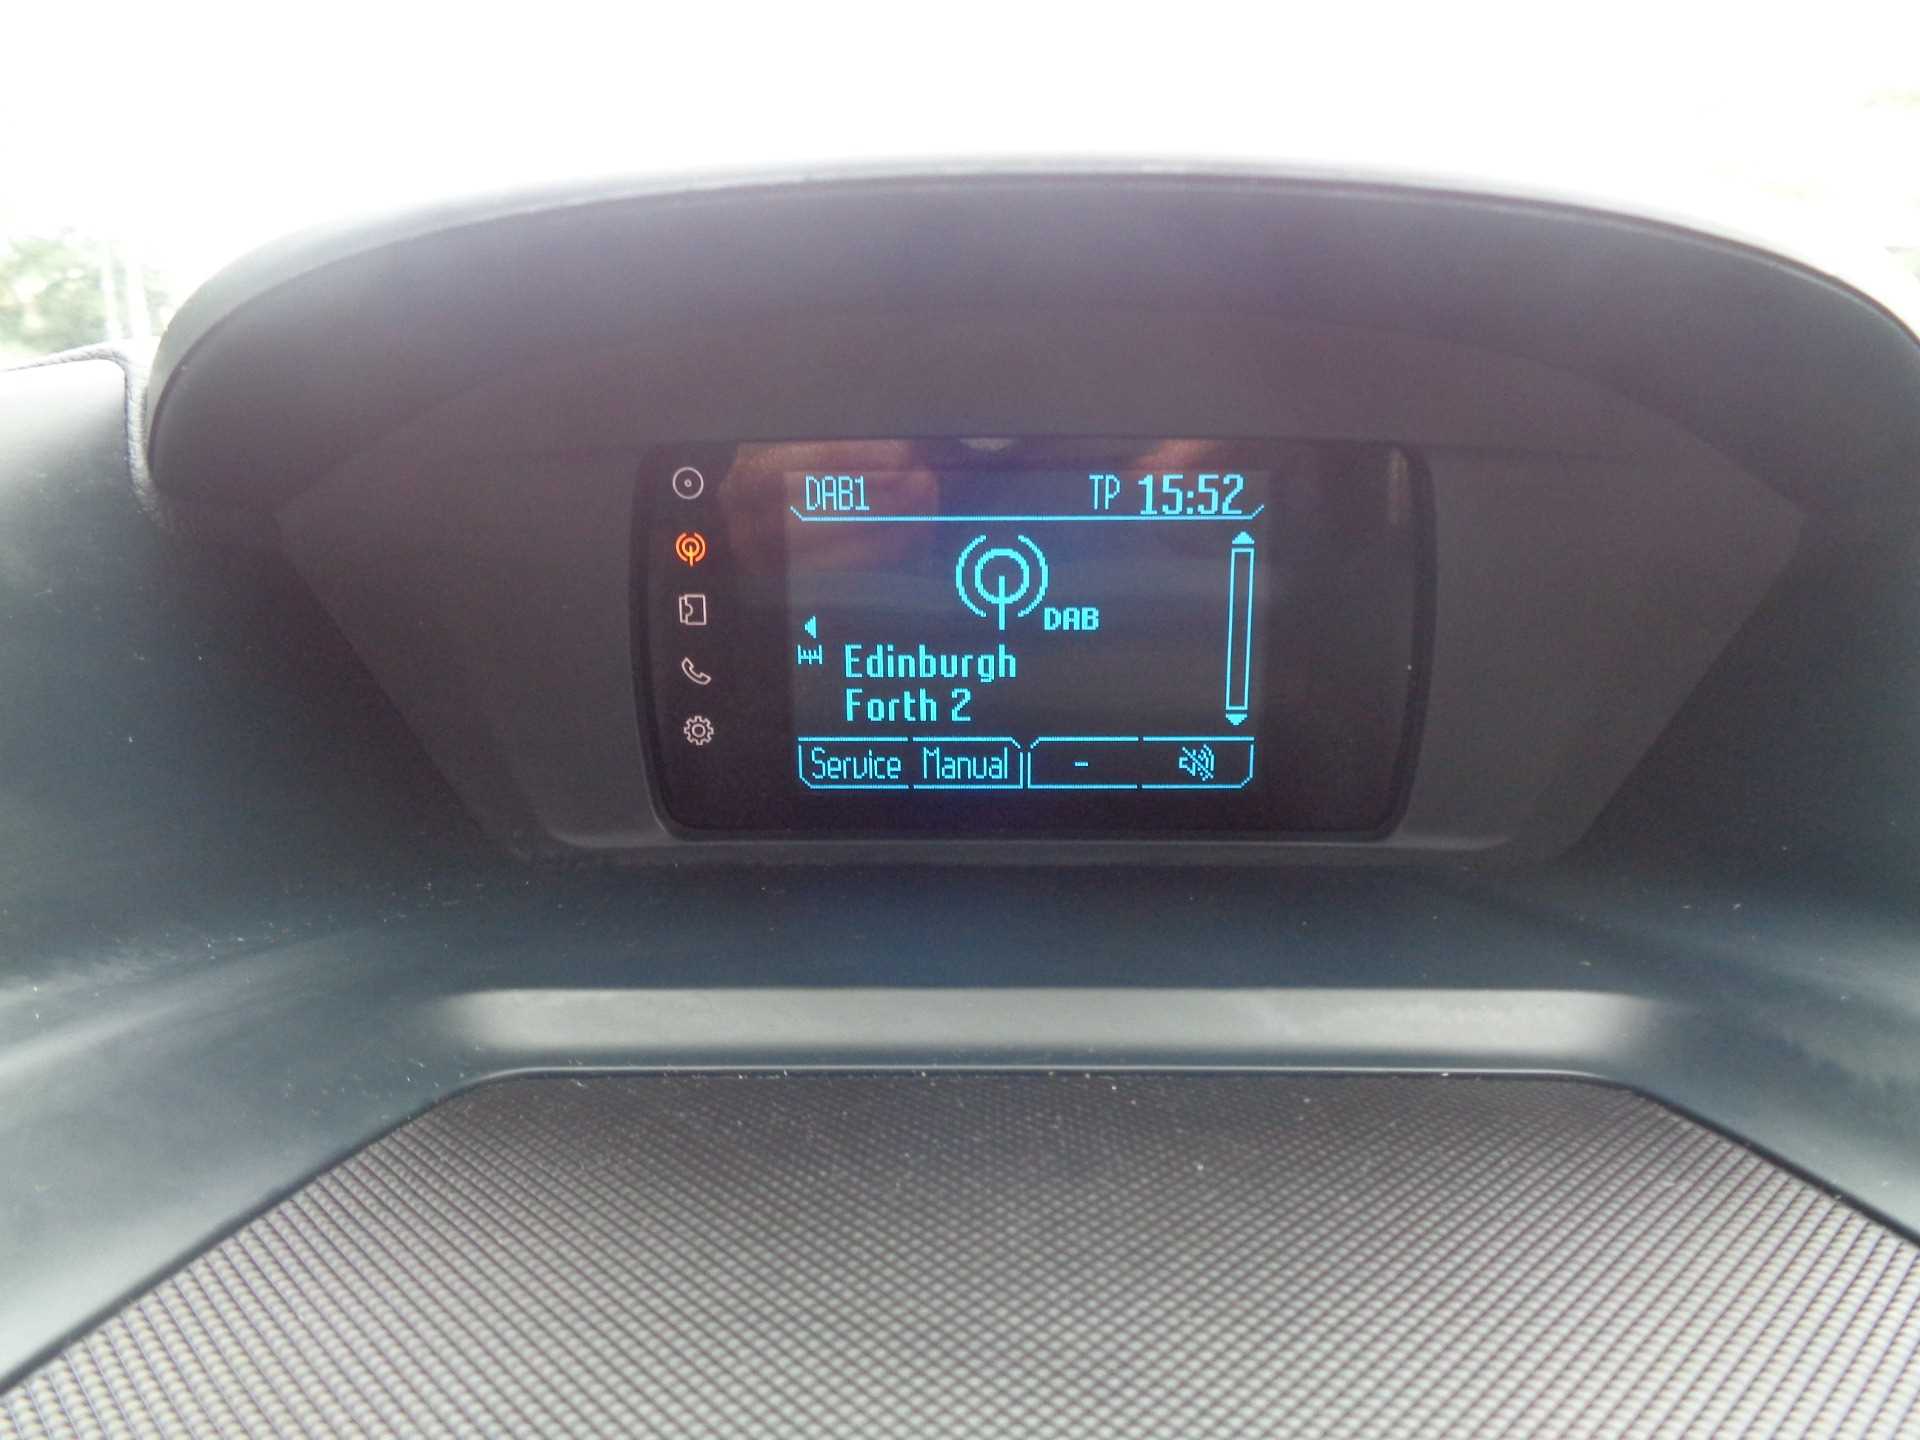 DAB1 TP 15:52
DAB
Edinburgh
Forth 2
Service Manual -